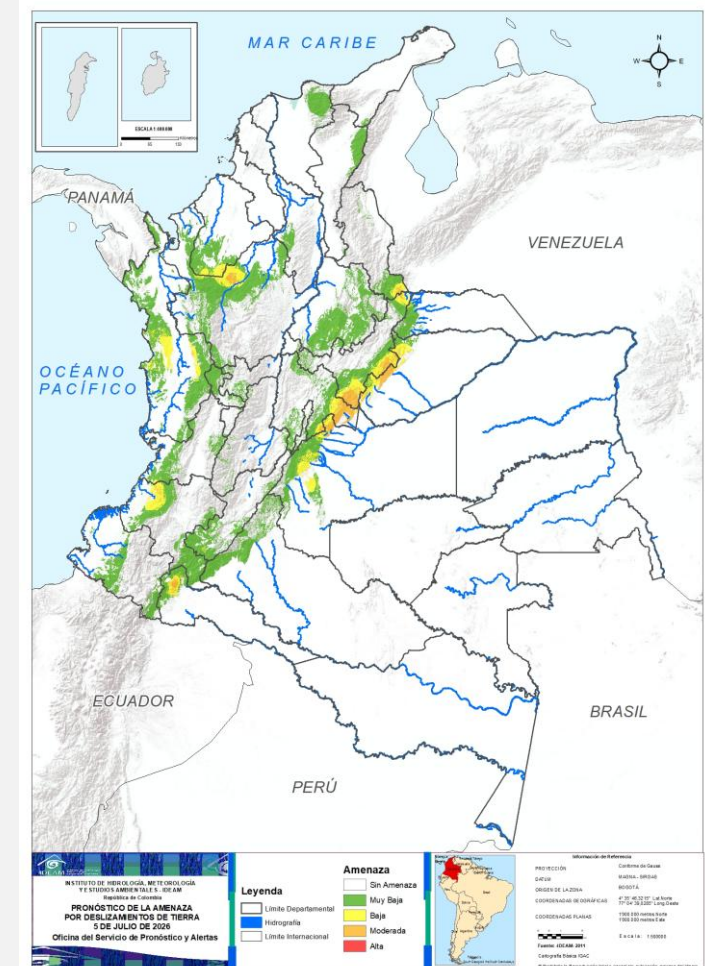 MAR CARIBE
N
W
E
S
ESCALA 1:600.000
PANAMÁ
VENEZUELA
OCÉANO
PACÍFICO
ECUADOR
BRASIL
PERÚ
INSTITUTO DE HIDROLOGÍA, METEOROLOGÍA
Y ESTUDIOS AMBIENTALES - IDEAM
República de Colombia
PRONÓSTICO DE LA AMENAZA
POR DESLIZAMIENTOS DE TIERRA
5 DE JULIO DE 2026
Oficina del Servicio de Pronóstico y Alertas
Leyenda
Límite Departamental
Hidrografía
Límite Internacional
Amenaza
Sin Amenaza
Muy Baja
Baja
Moderada
Alta
Información de Referencia
PROYECCIÓN
Conforme de Gauss
DATUM
MAGNA - SIRGAS
ORIGEN DE LA ZONA
BOGOTÁ
COORDENADAS GEOGRÁFICAS
COORDENADAS PLANAS
1'000.000 metros Norte
1'000.000 metros Este
Escala:
Fuente: IDEAM 2011
Cartografía Básica IGAC